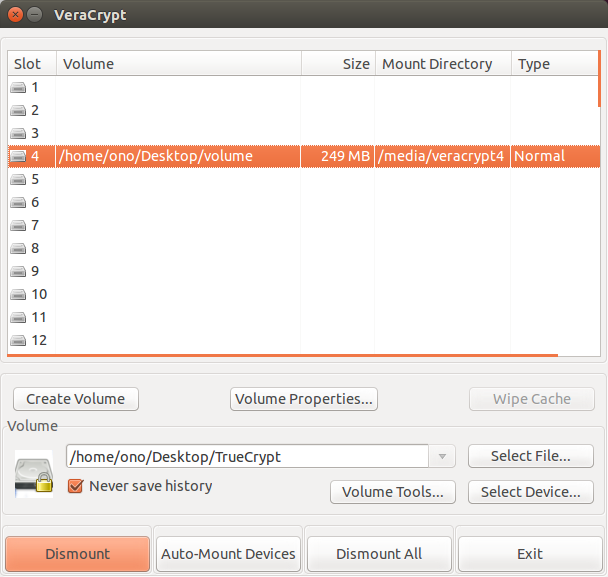 VeraCrypt
Slot Volume Size Mount Directory Type
1
2
3
4 /home/ono/Desktop/volume 249 MB /media/veracrypt4 Normal
5
6
7
8
9
10
11
12
Create Volume Volume Properties... Wipe Cache
Volume
/home/ono/Desktop/TrueCrypt Select File...
Never save history Volume Tools... Select Device...
Dismount Auto-Mount Devices Dismount All Exit